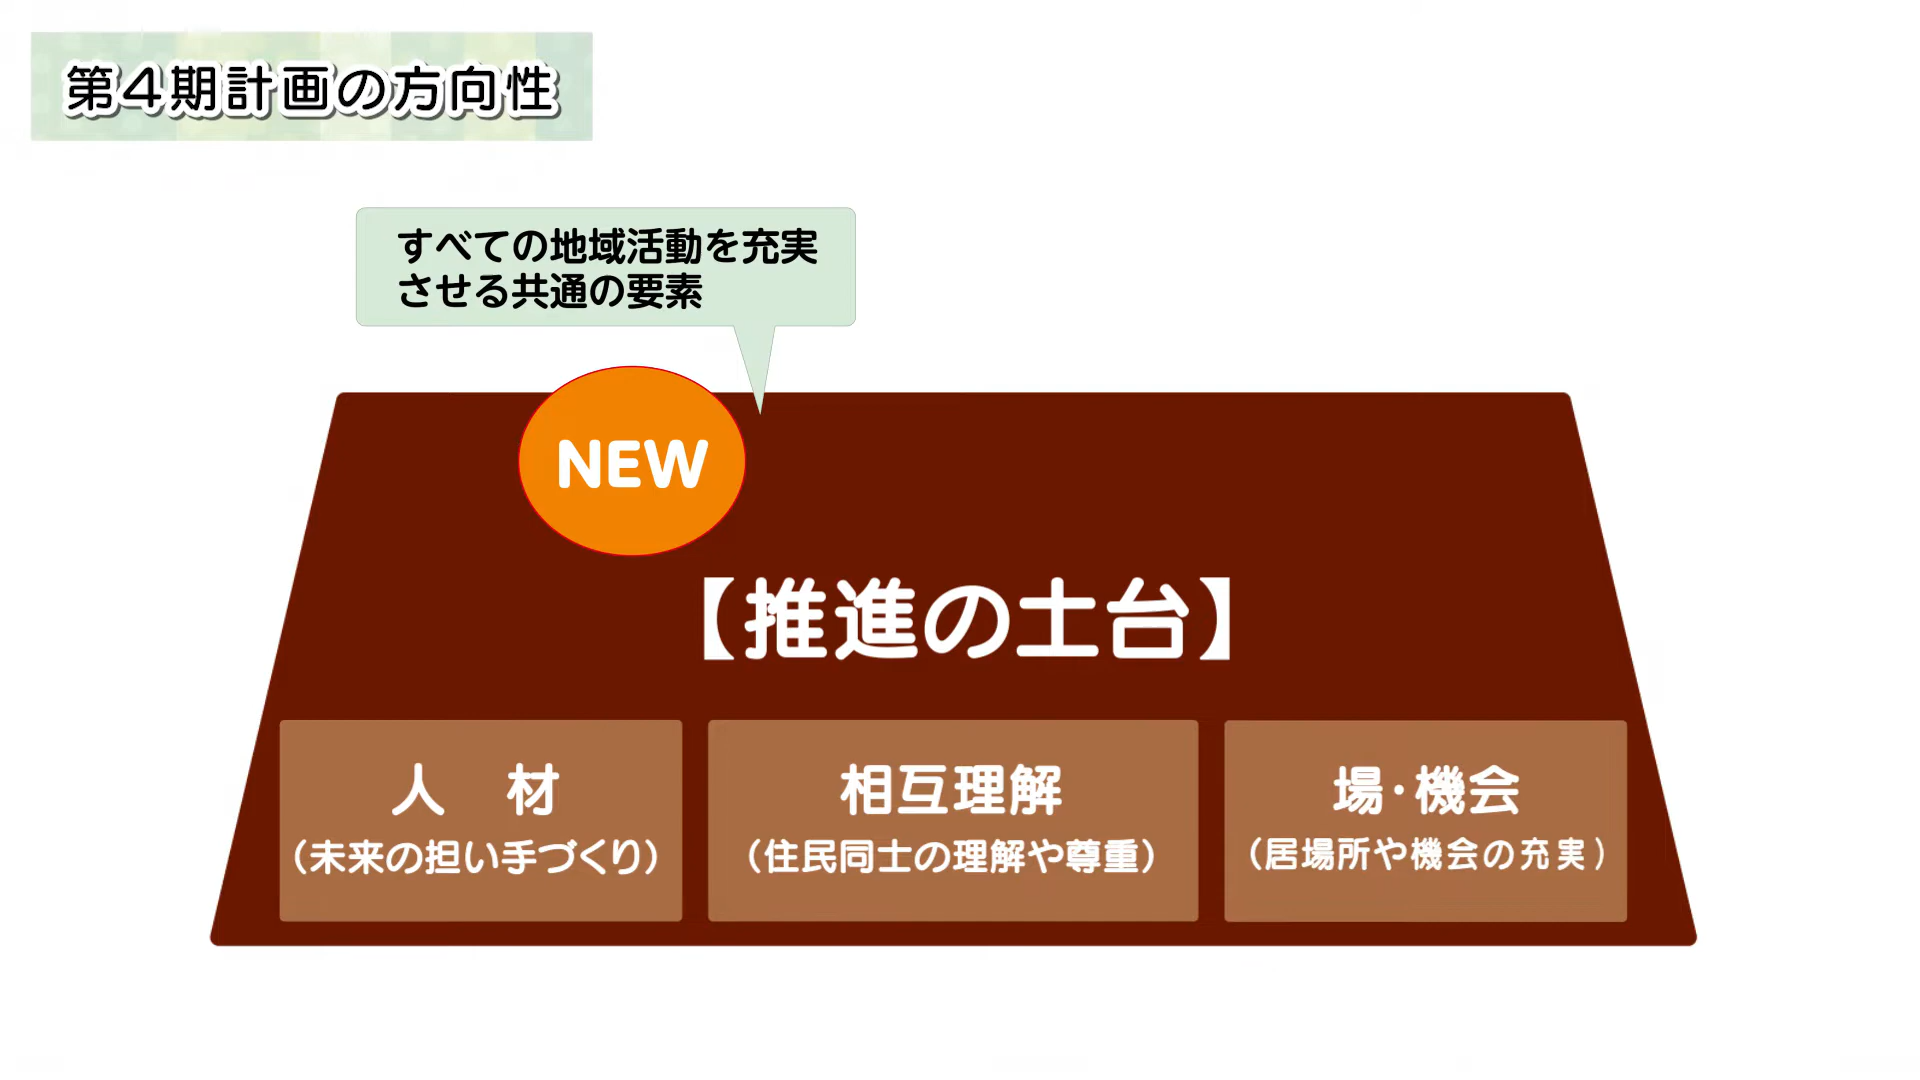 第4期計画の方向性
すべての地域活動を充実
させる共通の要素
NEW
【推進の土台】
人　材
（未来の担い手づくり）
相互理解
（住民同士の理解や尊重）
場・機会
（居場所や機会の充実）